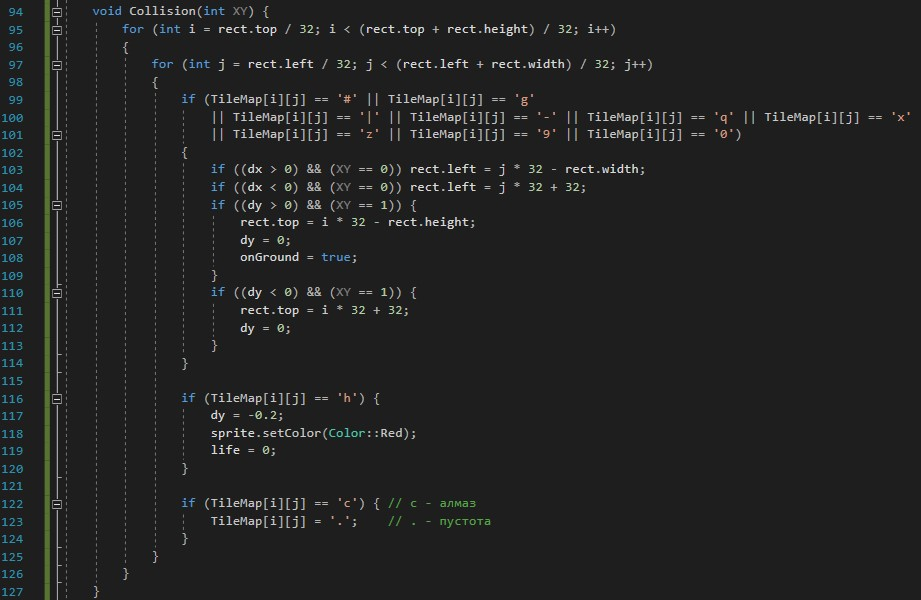 94 void Collision(int XY) {
95 for (int i = rect.top / 32; i < (rect.top + rect.height) / 32; i++)
96 {
97 for (int j = rect.left / 32; j < (rect.left + rect.width) / 32; j++)
98 {
99 if (TileMap[i][j] == '#' || TileMap[i][j] == 'g'
100 || TileMap[i][j] == '|' || TileMap[i][j] == '-' || TileMap[i][j] == 'q' || TileMap[i][j] == 'x'
101 || TileMap[i][j] == 'z' || TileMap[i][j] == '9' || TileMap[i][j] == '0')
102 {
103 if ((dx > 0) && (XY == 0)) rect.left = j * 32 - rect.width;
104 if ((dx < 0) && (XY == 0)) rect.left = j * 32 + 32;
105 if ((dy > 0) && (XY == 1)) {
106 rect.top = i * 32 - rect.height;
107 dy = 0;
108 onGround = true;
109 }
110 if ((dy < 0) && (XY == 1)) {
111 rect.top = i * 32 + 32;
112 dy = 0;
113 }
114 }
115
116 if (TileMap[i][j] == 'h') {
117 dy = -0.2;
118 sprite.setColor(Color::Red);
119 life = 0;
120 }
121
122 if (TileMap[i][j] == 'c') { // c - алмаз
123 TileMap[i][j] = '.'; // . - пустота
124 }
125 }
126 }
127 }